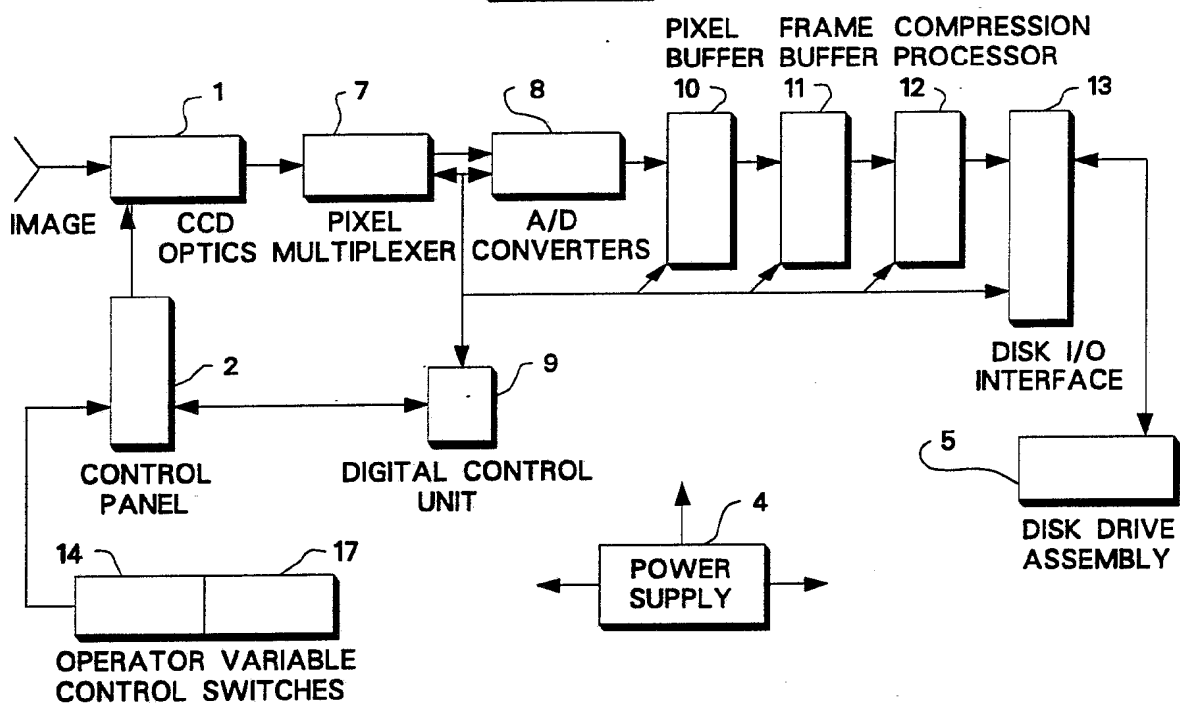 PIXEL BUFFER
FRAME BUFFER
COMPRESSION PROCESSOR
1
7
8
10
11
12
13
IMAGE
CCD OPTICS
PIXEL MULTIPLEXER
A/D CONVERTERS
2
9
DISK I/O
INTERFACE
CONTROL
PANEL
DIGITAL CONTROL
UNIT
5
4
DISK DRIVE
ASSEMBLY
14
17
POWER
SUPPLY
OPERATOR VARIABLE
CONTROL SWITCHES